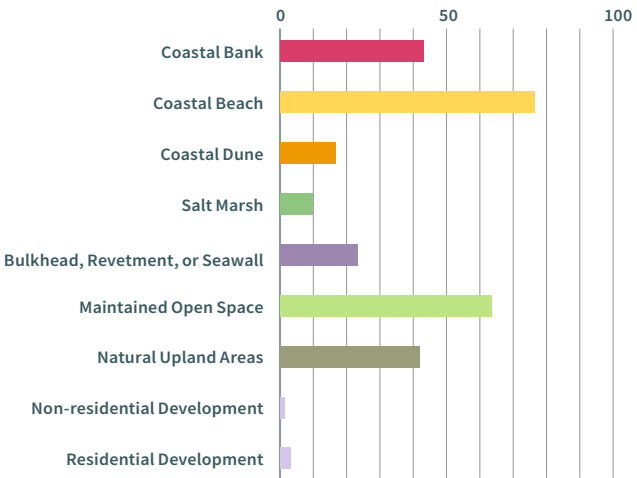 0 50 100
Coastal Bank
Coastal Beach
Coastal Dune
Salt Marsh
Bulkhead, Revetment, or Seawall
Maintained Open Space
Natural Upland Areas
Non-residential Development
Residential Development